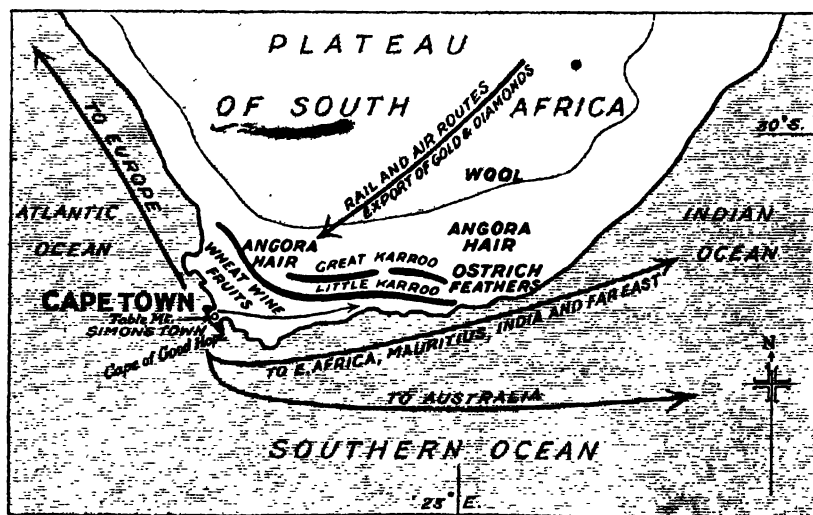 PLATEAU
OF SOUTH AFRICA
RAIL AND AIR ROUTES
EXPORT OF GOLD & DIAMONDS
30° S.
TO EUROPE
WOOL
ATLANTIC
OCEAN
INDIAN
OCEAN
ANGORA
HAIR
ANGORA
HAIR
GREAT KARROO
LITTLE KARROO
OSTRICH
FEATHERS
WHEAT WINE
FRUITS
CAPE TOWN
Table Mt.
SIMONSTOWN
Cape of Good Hope
TO E. AFRICA, MAURITIUS, INDIA AND FAR EAST
TO AUSTRALIA
N
SOUTHERN OCEAN
25° E.